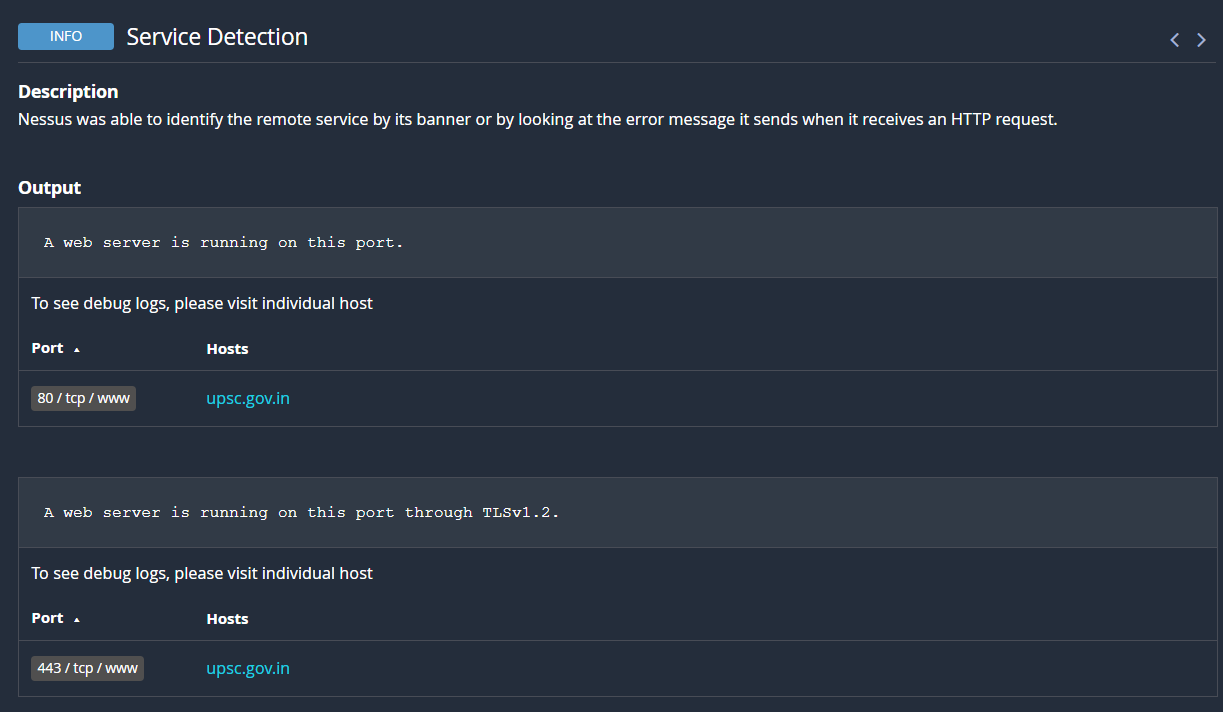 INFO Service Detection
Description
Nessus was able to identify the remote service by its banner or by looking at the error message it sends when it receives an HTTP request.
Output
A web server is running on this port.
To see debug logs, please visit individual host
Port ▲ Hosts
80 / tcp / www upsc.gov.in
A web server is running on this port through TLSv1.2.
To see debug logs, please visit individual host
Port ▲ Hosts
443 / tcp / www upsc.gov.in